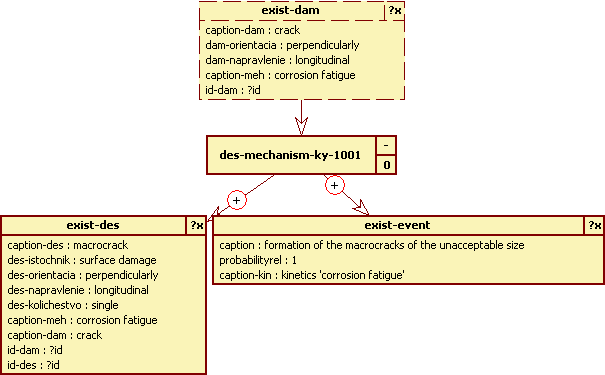 exist-dam ?x
caption-dam : crack
dam-orientacia : perpendicularly
dam-napravlenie : longitudinal
caption-meh : corrosion fatigue
id-dam : ?id
des-mechanism-ky-1001 -
0
+ +
exist-des ?x
caption-des : macrocrack
des-istochnik : surface damage
des-orientacia : perpendicularly
des-napravlenie : longitudinal
des-kolichestvo : single
caption-meh : corrosion fatigue
caption-dam : crack
id-dam : ?id
id-des : ?id
exist-event ?x
caption : formation of the macrocracks of the unacceptable size
probabilityrel : 1
caption-kin : kinetics 'corrosion fatigue'